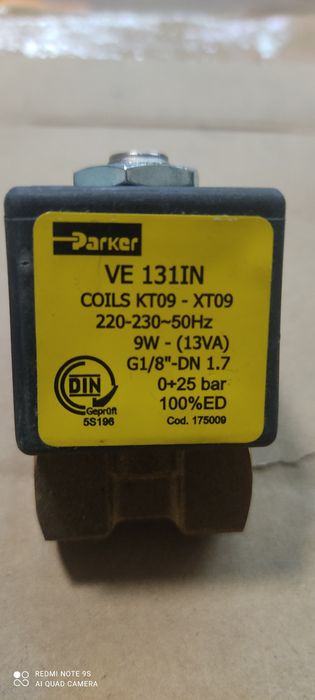 Parker
VE 131IN
COILS KT09 - XT09
220-230~50Hz
9W - (13VA)
G1/8"-DN 1.7
0+25 bar
100%ED
Cod. 175009
DIN
Geprüft
5S196
REDMI NOTE 9S
AI QUAD CAMERA